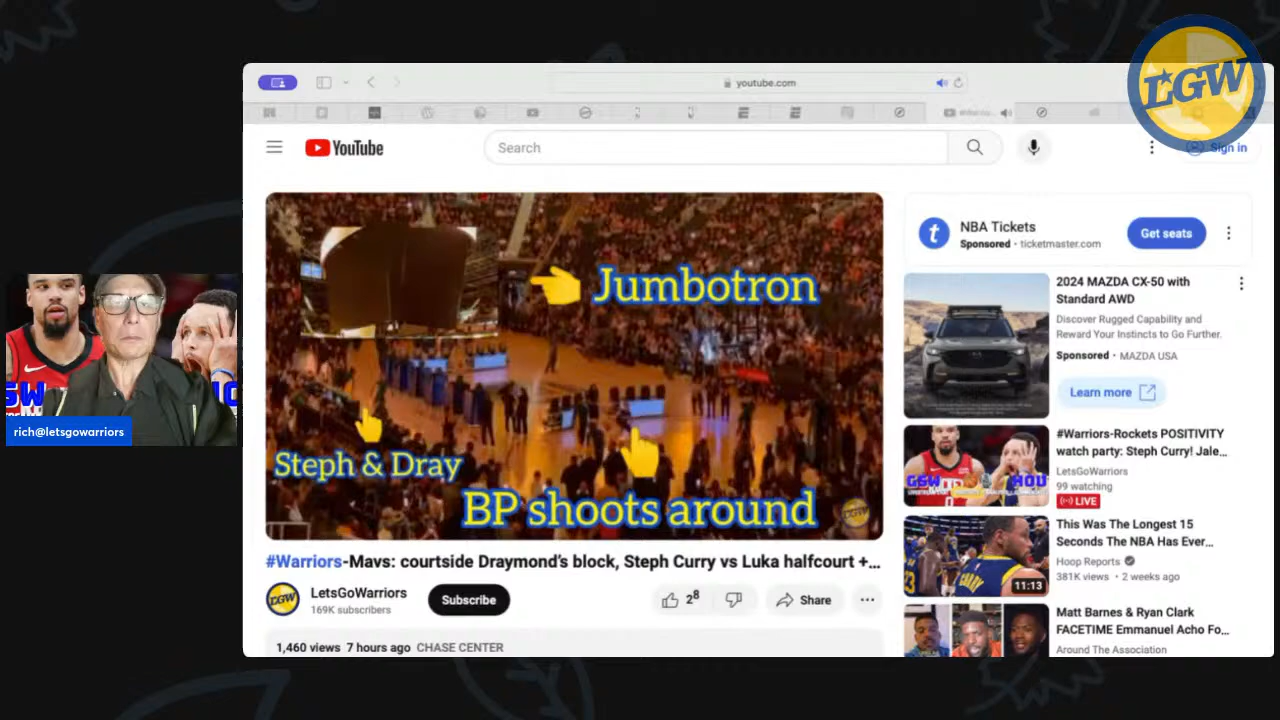 LGW
youtube.com
YouTube
Search
Sign in
Jumbotron
Steph & Dray
BP shoots around
LGW
#Warriors-Mavs: courtside Draymond’s block, Steph Curry vs Luka halfcourt +...
LGW
LetsGoWarriors
169K subscribers
Subscribe
28
Share
1,460 views 7 hours ago CHASE CENTER
t
NBA Tickets
Sponsored · ticketmaster.com
Get seats
2024 MAZDA CX-50 with
Standard AWD
Discover Rugged Capability and
Reward Your Instincts to Go Further.
Sponsored · MAZDA USA
Learn more
GSW
HOU
#Warriors-Rockets POSITIVITY
watch party: Steph Curry! Jale...
LetsGoWarriors
99 watching
LIVE
11:13
This Was The Longest 15
Seconds The NBA Has Ever...
Hoop Reports
381K views · 2 weeks ago
Matt Barnes & Ryan Clark
FACETIME Emmanuel Acho Fo...
Around The Association
rich@letsgowarriors